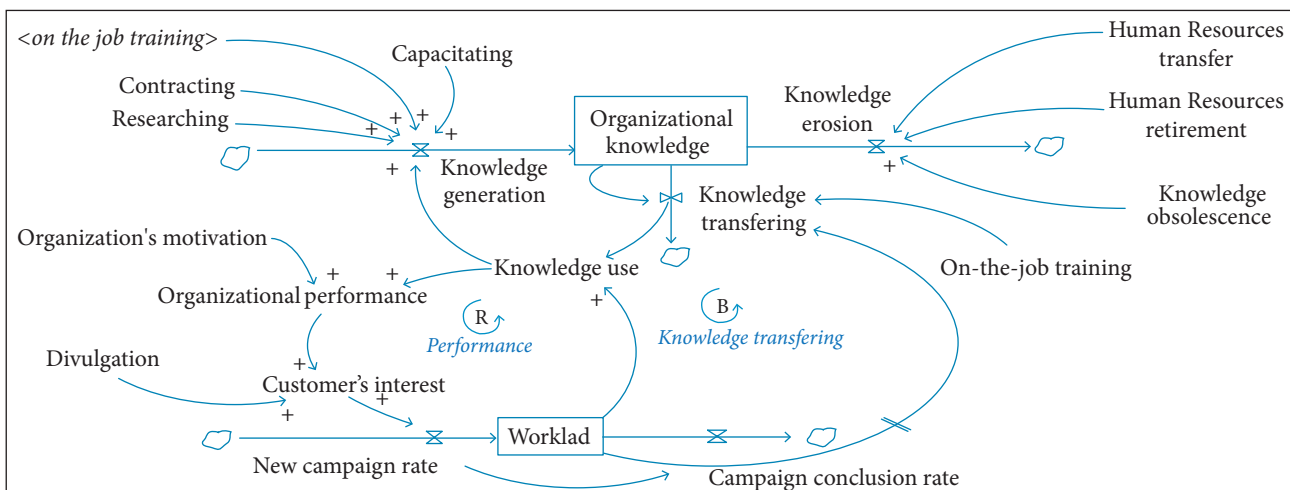 <on the job training>
Capacitating
Contracting
Researching
+ + + + +
Knowledge
generation
Organizational
knowledge
Knowledge
erosion
Human Resources
transfer
Human Resources
retirement
+
Knowledge
obsolescence
Knowledge
transfering
On-the-job training
Organization's motivation
+ +
Organizational performance
Knowledge use
+
R
Performance
B
Knowledge transfering
Divulgation
+
Customer's interest
+ +
New campaign rate
Worklad
Campaign conclusion rate